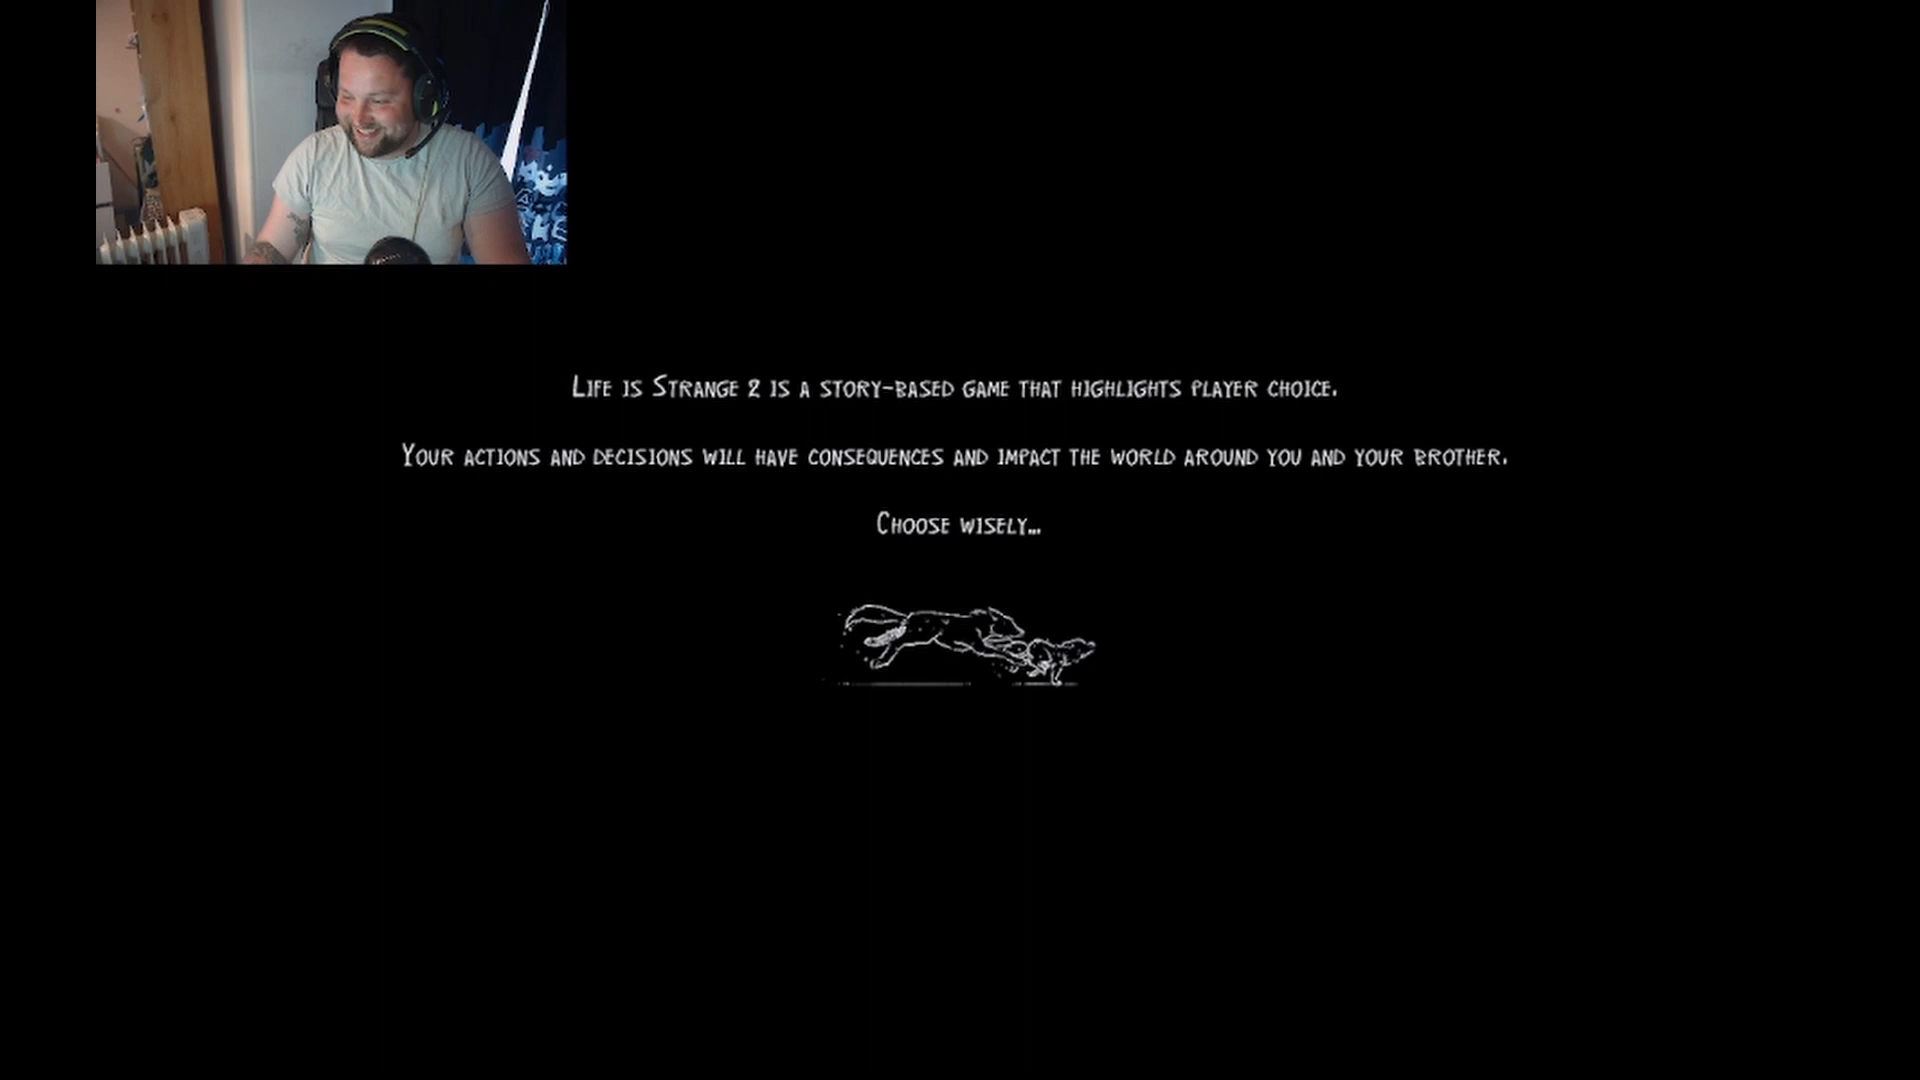 Life is Strange 2 is a story-based game that highlights player choice.
Your actions and decisions will have consequences and impact the world around you and your brother.
Choose wisely...